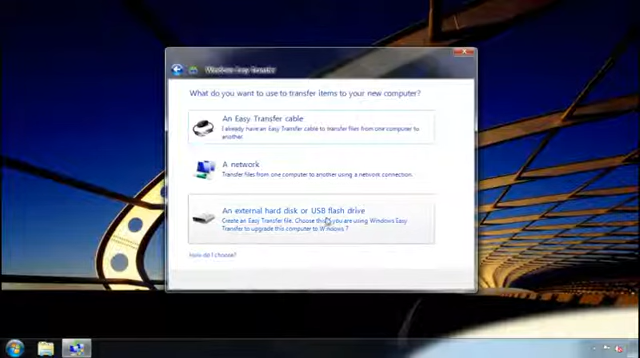 Windows Easy Transfer
What do you want to use to transfer items to your new computer?
An Easy Transfer cable
I already have an Easy Transfer cable to transfer files from one computer to
another.
A network
Transfer files from one computer to another using a network connection.
An external hard disk or USB flash drive
Create an Easy Transfer file. Choose this you are using Windows Easy
Transfer to upgrade this computer to Windows 7
How do I choose?